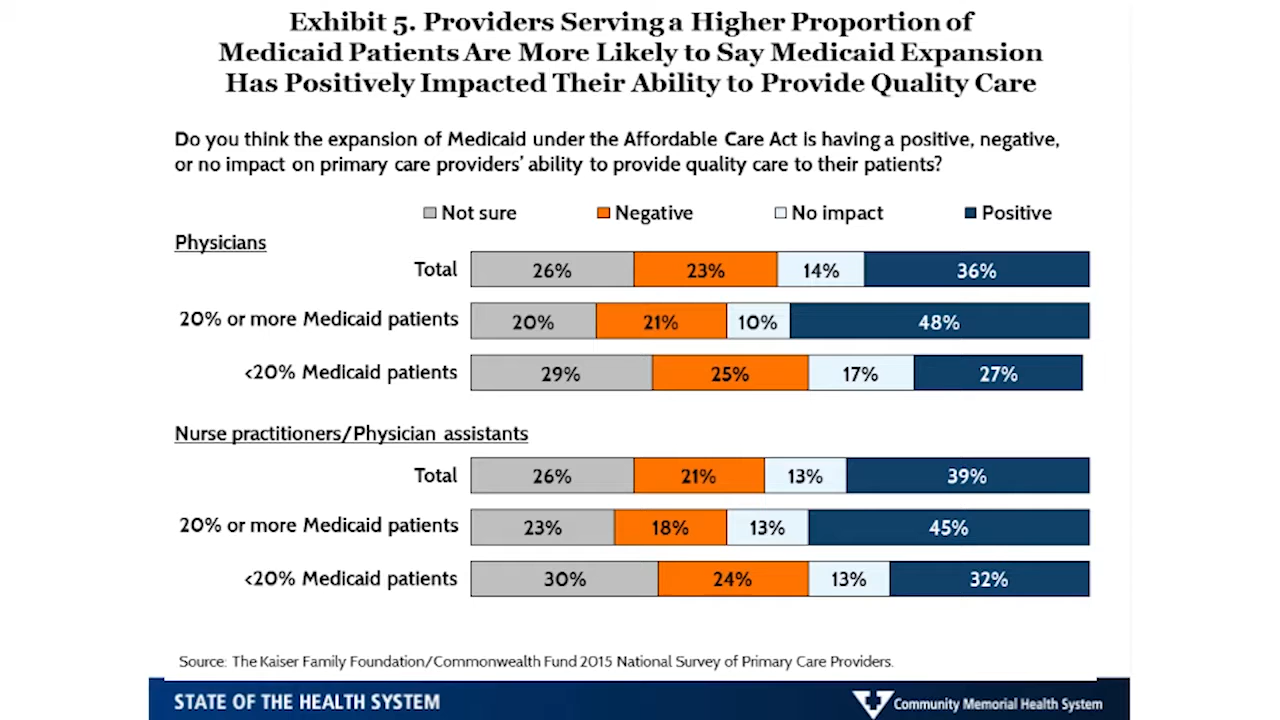 Exhibit 5. Providers Serving a Higher Proportion of
Medicaid Patients Are More Likely to Say Medicaid Expansion
Has Positively Impacted Their Ability to Provide Quality Care
Do you think the expansion of Medicaid under the Affordable Care Act is having a positive, negative,
or no impact on primary care providers' ability to provide quality care to their patients?
Not sure Negative No impact Positive
Physicians
Total 26% 23% 14% 36%
20% or more Medicaid patients 20% 21% 10% 48%
<20% Medicaid patients 29% 25% 17% 27%
Nurse practitioners/Physician assistants
Total 26% 21% 13% 39%
20% or more Medicaid patients 23% 18% 13% 45%
<20% Medicaid patients 30% 24% 13% 32%
Source: The Kaiser Family Foundation/Commonwealth Fund 2015 National Survey of Primary Care Providers.
STATE OF THE HEALTH SYSTEM Community Memorial Health System